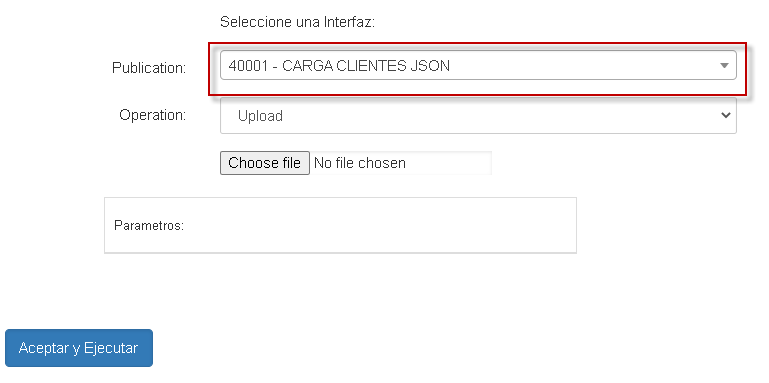 Seleccione una Interfaz:
Publication: 40001 - CARGA CLIENTES JSON
Operation: Upload
Choose file No file chosen
Parametros:
Aceptar y Ejecutar